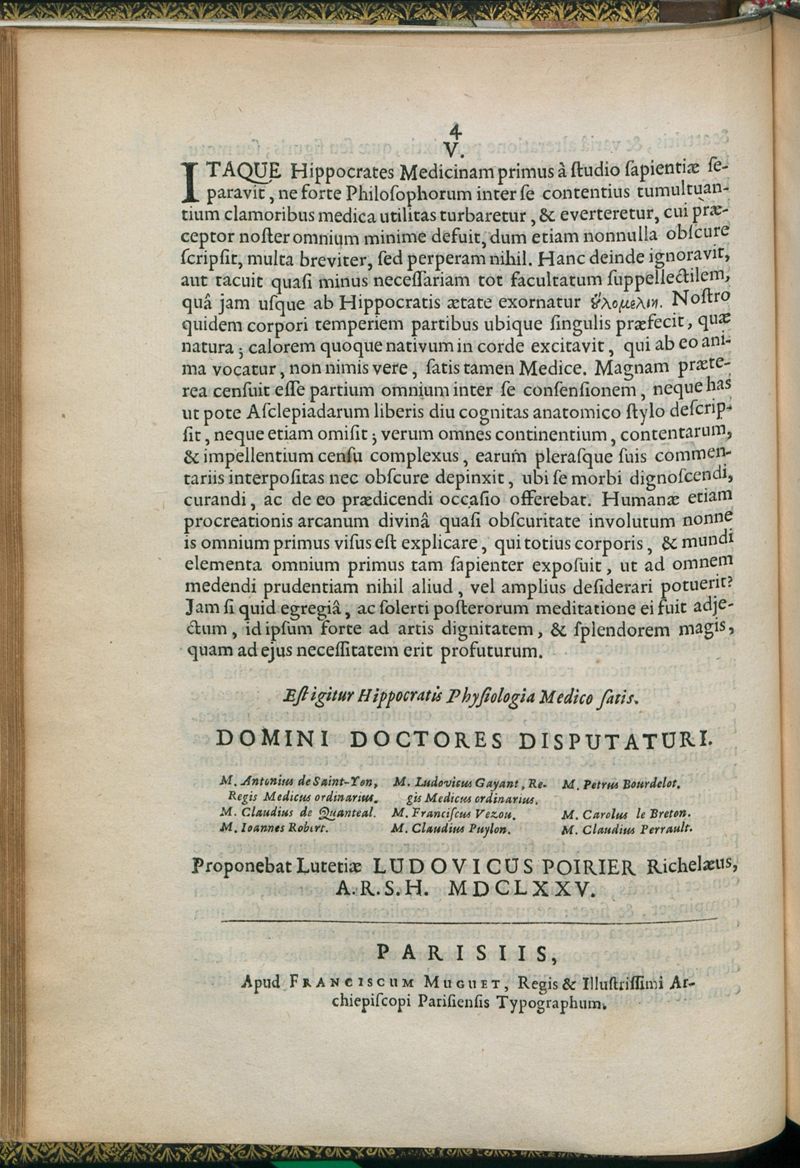 4
V.
ITAQUE Hippocrates Medicinam primus à ſtudio ſapientiæ ſe-
paravit, ne forte Philoſophorum inter ſe contentius tumultuan-
tium clamoribus medica utilitas turbaretur, & everteretur, cui præ-
ceptor noſter omnium minime defuit, dum etiam nonnulla obſcure
ſcripſit, multa breviter, ſed perperam nihil. Hanc deinde ignoravit,
aut tacuit quaſi minus neceſſariam tot facultatum ſuppellectilem,
quâ jam uſque ab Hippocratis ætate exornatur Noſtro
quidem corpori temperiem partibus ubique ſingulis præfecit, quæ
natura; calorem quoque nativum in corde excitavit, qui ab eo ani-
ma vocatur, non nimis vere, ſatis tamen Medice. Magnam præte-
rea cenſuit eſſe partium omnium inter ſe conſenſionem, neque has
ut pote Aſclepiadarum liberis diu cognitas anatomico ſtylo deſcrip-
ſit, neque etiam omiſit; verum omnes continentium, contentarum,
& impellentium cenſu complexus, earum pleraſque ſuis commen-
tariis interpoſitas nec obſcure depinxit, ubi ſe morbi dignoſcendi,
curandi, ac de eo prædicendi occaſio offerebat. Humanæ etiam
procreationis arcanum divinâ quaſi obſcuritate involutum nonne
is omnium primus viſus eſt explicare, qui totius corporis, & mundi
elementa omnium primus tam ſapienter expoſuit, ut ad omnem
medendi prudentiam nihil aliud, vel amplius deſiderari potuerit?
Jam ſi quid egregiâ, ac ſolerti poſterorum meditatione ei fuit adje-
ctum, id ipſum forte ad artis dignitatem, & ſplendorem magis,
quam ad ejus neceſſitatem erit profuturum.
Eſt igitur Hippocratis Phyſiologia Medico ſatis.
DOMINI DOCTORES DISPUTATURI.
M. Antonius de Saint-Yon,
Regis Medicus ordinarius.
M. Claudius de Quanteal.
M. Ioannes Robert.
M. Ludovicus Gayant, Re-
gis Medicus ordinarius.
M. Franciſcus Vezou.
M. Claudius Puylon.
M. Petrus Bourdelot.
M. Carolus le Breton.
M. Claudius Perrault.
Proponebat Lutetiæ LUDOVICUS POIRIER Richelæus,
A. R. S. H. MDCLXXV.
PARISIIS,
Apud FRANCISCUM MUGUET, Regis & Illuſtriſſimi Ar-
chiepiſcopi Pariſienſis Typographum.